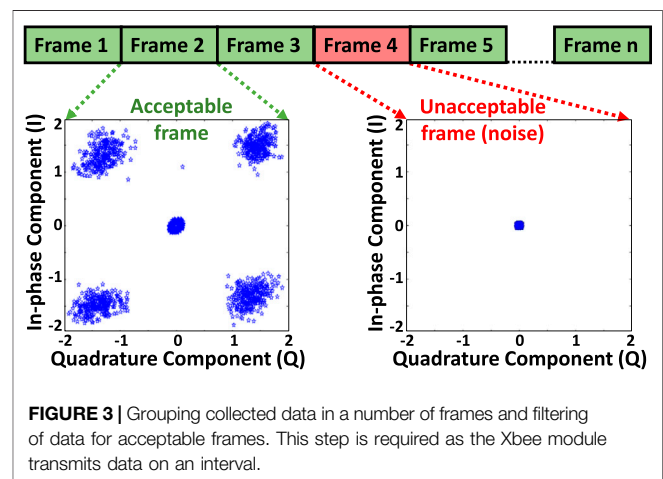 Frame 1 Frame 2 Frame 3 Frame 4 Frame 5 Frame n
Acceptable
frame
Unacceptable
frame (noise)
In-phase Component (I)
2
1
0
-1
-2
-2 -1 0 1 2
Quadrature Component (Q)
In-phase Component (I)
2
1
0
-1
-2
-2 -1 0 1 2
Quadrature Component (Q)
FIGURE 3 | Grouping collected data in a number of frames and filtering
of data for acceptable frames. This step is required as the Xbee module
transmits data on an interval.